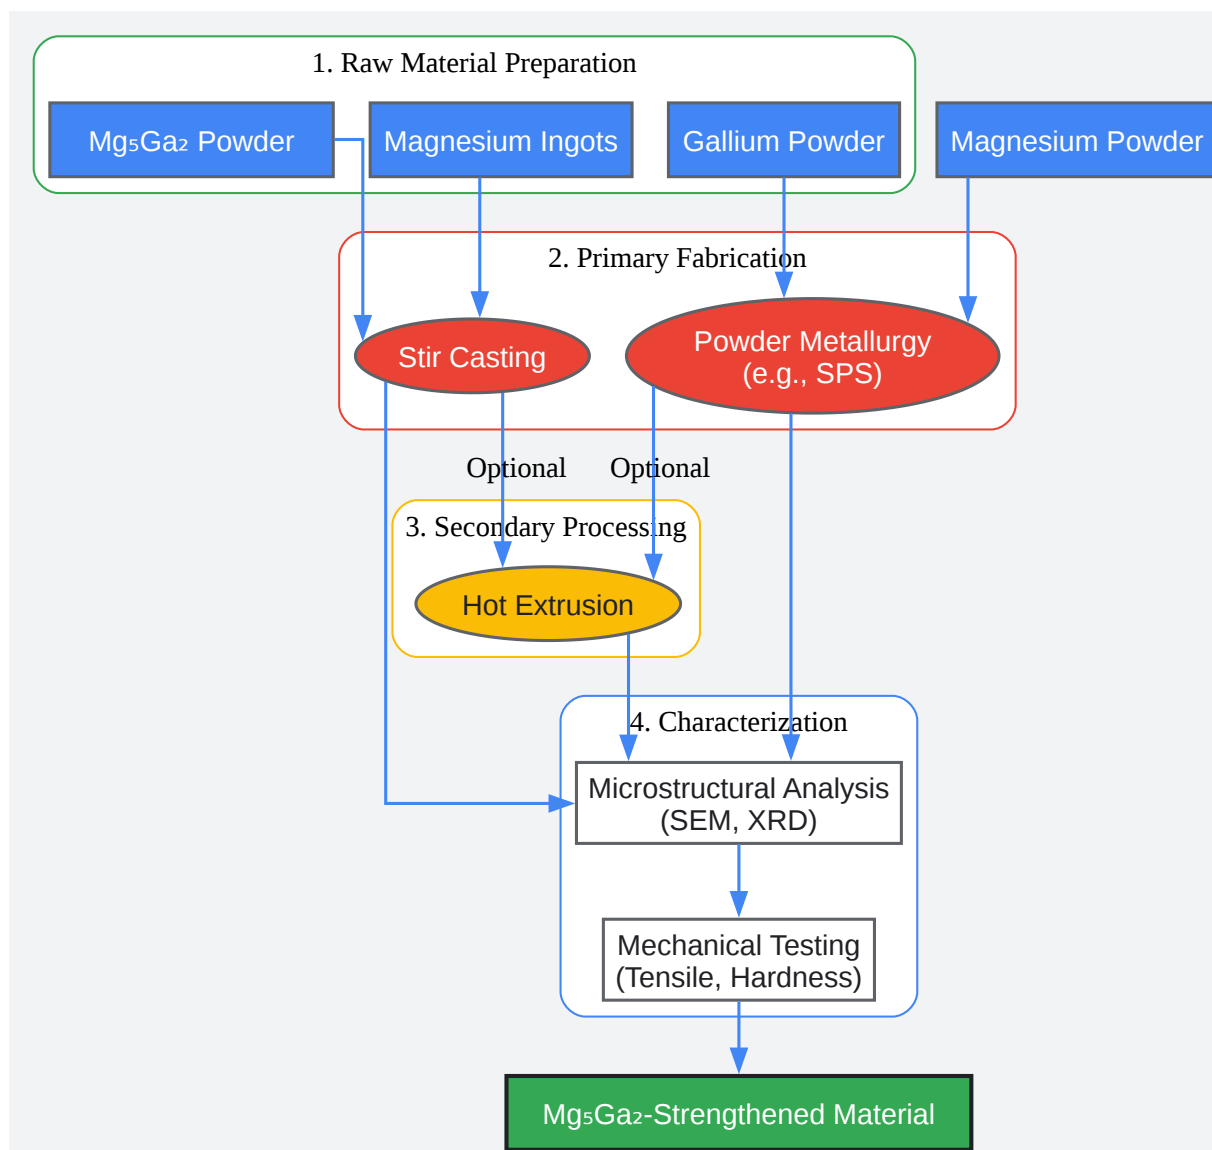 1. Raw Material Preparation
Mg₅Ga₂ Powder
Magnesium Ingots
Gallium Powder
Magnesium Powder
2. Primary Fabrication
Stir Casting
Powder Metallurgy
(e.g., SPS)
Optional
Optional
3. Secondary Processing
Hot Extrusion
4. Characterization
Microstructural Analysis
(SEM, XRD)
Mechanical Testing
(Tensile, Hardness)
Mg₅Ga₂-Strengthened Material